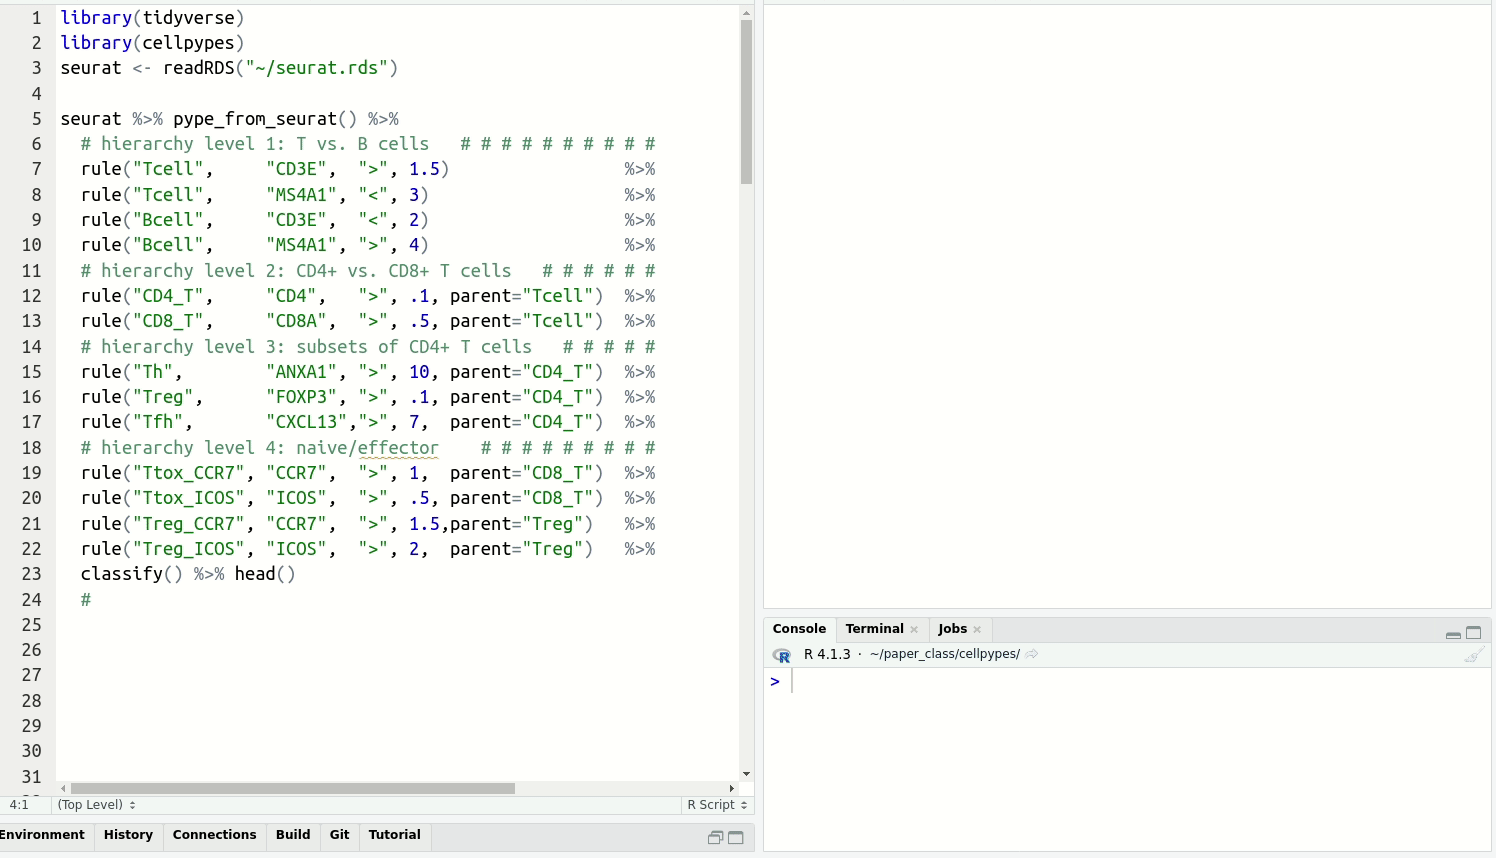 1 library(tidyverse)
2 library(cellpypes)
3 seurat <- readRDS("~/seurat.rds")
4
5 seurat %>% pype_from_seurat() %>%
6   # hierarchy level 1: T vs. B cells   # # # # # # # # # #
7   rule("Tcell",     "CD3E",  ">", 1.5)                 %>%
8   rule("Tcell",     "MS4A1", "<", 3)                   %>%
9   rule("Bcell",     "CD3E",  "<", 2)                   %>%
10   rule("Bcell",     "MS4A1", ">", 4)                   %>%
11   # hierarchy level 2: CD4+ vs. CD8+ T cells   # # # # # #
12   rule("CD4_T",     "CD4",   ">", .1, parent="Tcell")  %>%
13   rule("CD8_T",     "CD8A",  ">", .5, parent="Tcell")  %>%
14   # hierarchy level 3: subsets of CD4+ T cells   # # # # #
15   rule("Th",        "ANXA1", ">", 10, parent="CD4_T")  %>%
16   rule("Treg",      "FOXP3", ">", .1, parent="CD4_T")  %>%
17   rule("Tfh",       "CXCL13",">", 7,  parent="CD4_T")  %>%
18   # hierarchy level 4: naive/effector    # # # # # # # # #
19   rule("Ttox_CCR7", "CCR7",  ">", 1,  parent="CD8_T")  %>%
20   rule("Ttox_ICOS", "ICOS",  ">", .5, parent="CD8_T")  %>%
21   rule("Treg_CCR7", "CCR7",  ">", 1.5,parent="Treg")   %>%
22   rule("Treg_ICOS", "ICOS",  ">", 2,  parent="Treg")   %>%
23   classify() %>% head()
24   #
25
26
27
28
29
30
31
4:1 (Top Level) R Script
Environment History Connections Build Git Tutorial
Console Terminal Jobs
R 4.1.3 · ~/paper_class/cellpypes/
>